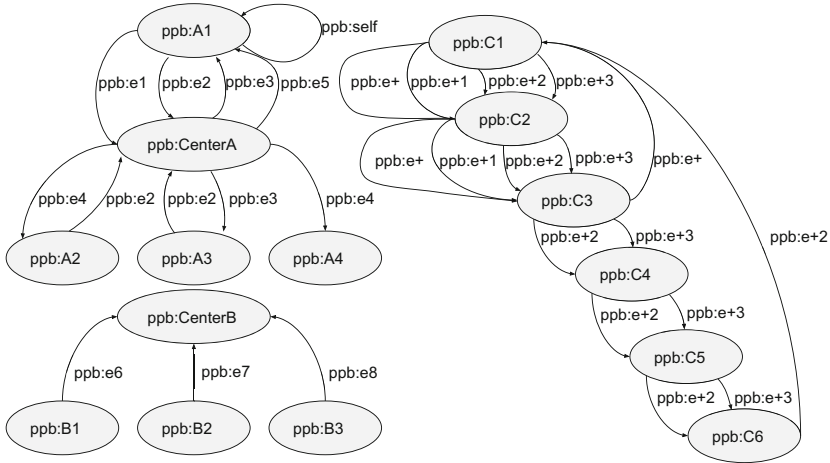 ppb:A1
ppb:self
ppb:e1
ppb:e2
ppb:e3
ppb:e5
ppb:CenterA
ppb:e4
ppb:e2
ppb:e2
ppb:e3
ppb:e4
ppb:A2
ppb:A3
ppb:A4
ppb:CenterB
ppb:e6
ppb:e7
ppb:e8
ppb:B1
ppb:B2
ppb:B3
ppb:C1
ppb:e+
ppb:e+1
ppb:e+2
ppb:e+3
ppb:C2
ppb:e+
ppb:e+1
ppb:e+2
ppb:e+3
ppb:e+
ppb:C3
ppb:e+2
ppb:e+3
ppb:e+2
ppb:C4
ppb:e+2
ppb:e+3
ppb:C5
ppb:e+2
ppb:e+3
ppb:C6